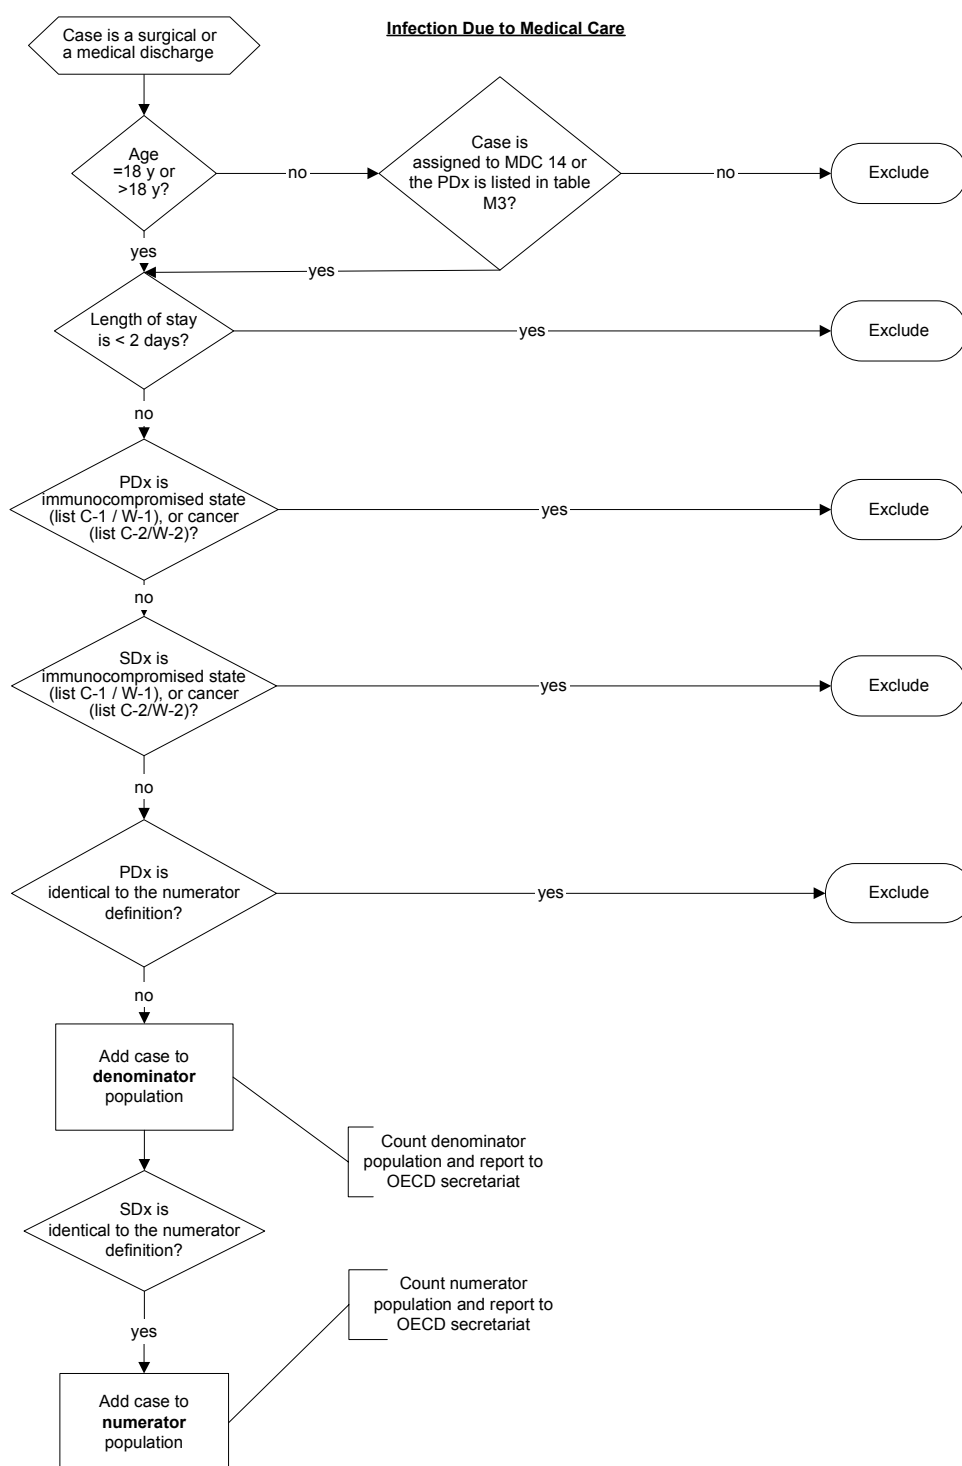 Infection Due to Medical Care
Case is a surgical or
a medical discharge
Age
=18 y or
>18 y?
no
Case is
assigned to MDC 14 or
the PDx is listed in table
M3?
no
Exclude
yes
yes
Length of stay
is < 2 days?
yes
Exclude
no
PDx is
immunocompromised state
(list C-1 / W-1), or cancer
(list C-2/W-2)?
yes
Exclude
no
SDx is
immunocompromised state
(list C-1 / W-1), or cancer
(list C-2/W-2)?
yes
Exclude
no
PDx is
identical to the numerator
definition?
yes
Exclude
no
Add case to
denominator
population
Count denominator
population and report to
OECD secretariat
SDx is
identical to the numerator
definition?
Count numerator
population and report to
OECD secretariat
yes
Add case to
numerator
population